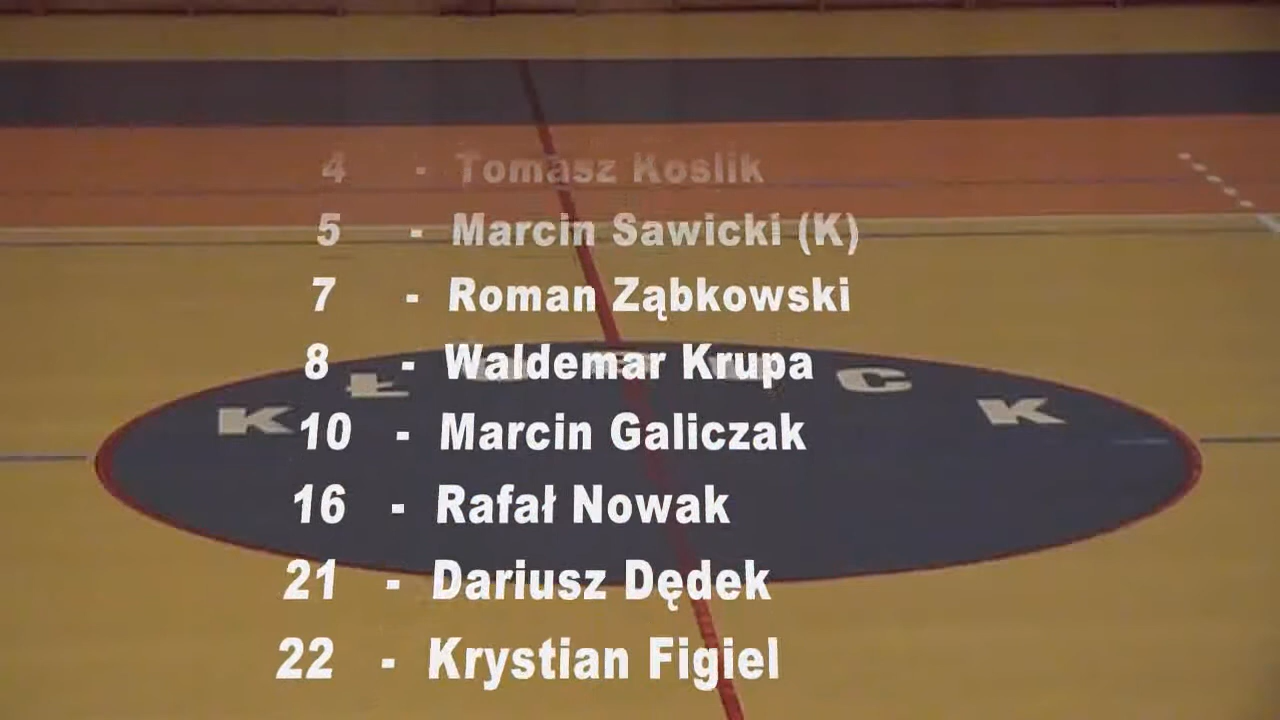 4 - Tomasz Koslik
5 - Marcin Sawicki (K)
7 - Roman Ząbkowski
8 - Waldemar Krupa
10 - Marcin Galiczak
16 - Rafał Nowak
21 - Dariusz Dędek
22 - Krystian Figiel